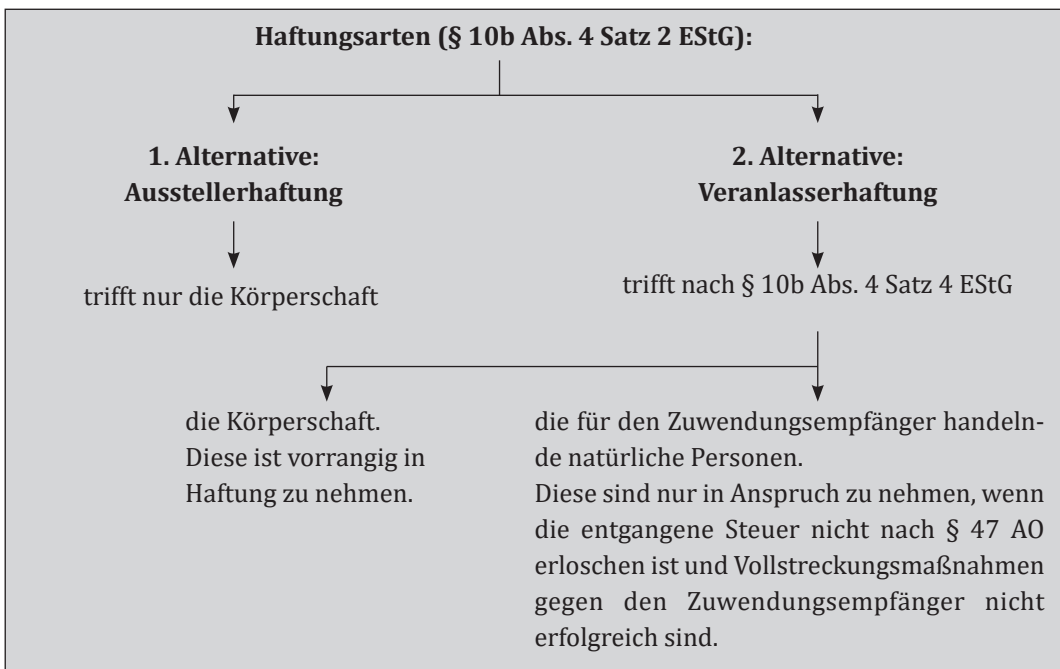 Haftungsarten (§ 10b Abs. 4 Satz 2 EStG):
1. Alternative:
Ausstellerhaftung
trifft nur die Körperschaft
2. Alternative:
Veranlasserhaftung
trifft nach § 10b Abs. 4 Satz 4 EStG
die Körperschaft.
Diese ist vorrangig in
Haftung zu nehmen.
die für den Zuwendungsempfänger handeln-
de natürliche Personen.
Diese sind nur in Anspruch zu nehmen, wenn
die entgangene Steuer nicht nach § 47 AO
erloschen ist und Vollstreckungsmaßnahmen
gegen den Zuwendungsempfänger nicht
erfolgreich sind.